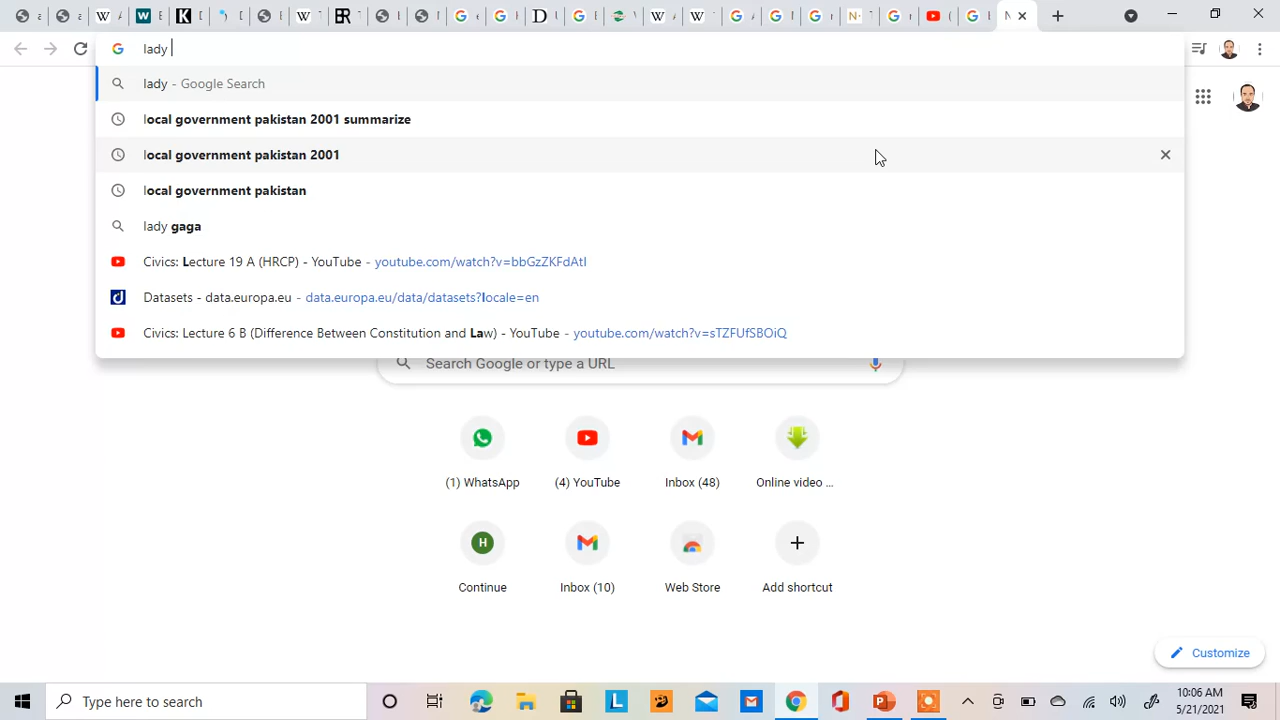 lady
lady - Google Search
local government pakistan 2001 summarize
local government pakistan 2001
local government pakistan
lady gaga
Civics: Lecture 19 A (HRCP) - YouTube - youtube.com/watch?v=bbGzZKFdAtI
Datasets - data.europa.eu - data.europa.eu/data/datasets?locale=en
Civics: Lecture 6 B (Difference Between Constitution and Law) - YouTube - youtube.com/watch?v=sTZFUfSBOiQ
Search Google or type a URL
(1) WhatsApp
(4) YouTube
Inbox (48)
Online video ...
H
Continue
Inbox (10)
Web Store
Add shortcut
Customize
Type here to search
10:06 AM
5/21/2021